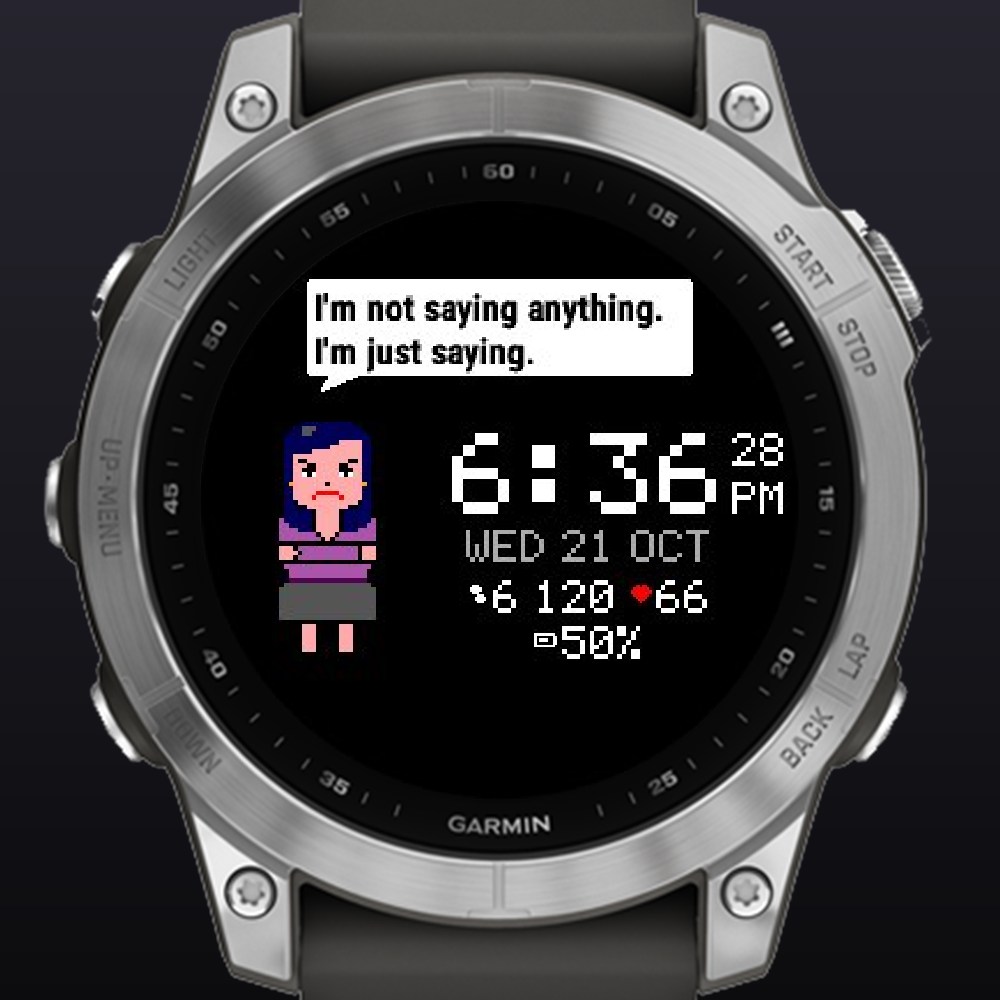 60
55
05
LIGHT
START
50
STOP
I'm not saying anything.
I'm just saying.
6:36
28
PM
UP·MENU
45
15
WED 21 OCT
6 120 66
50%
40
20
LAP
DOWN
BACK
35
25
GARMIN